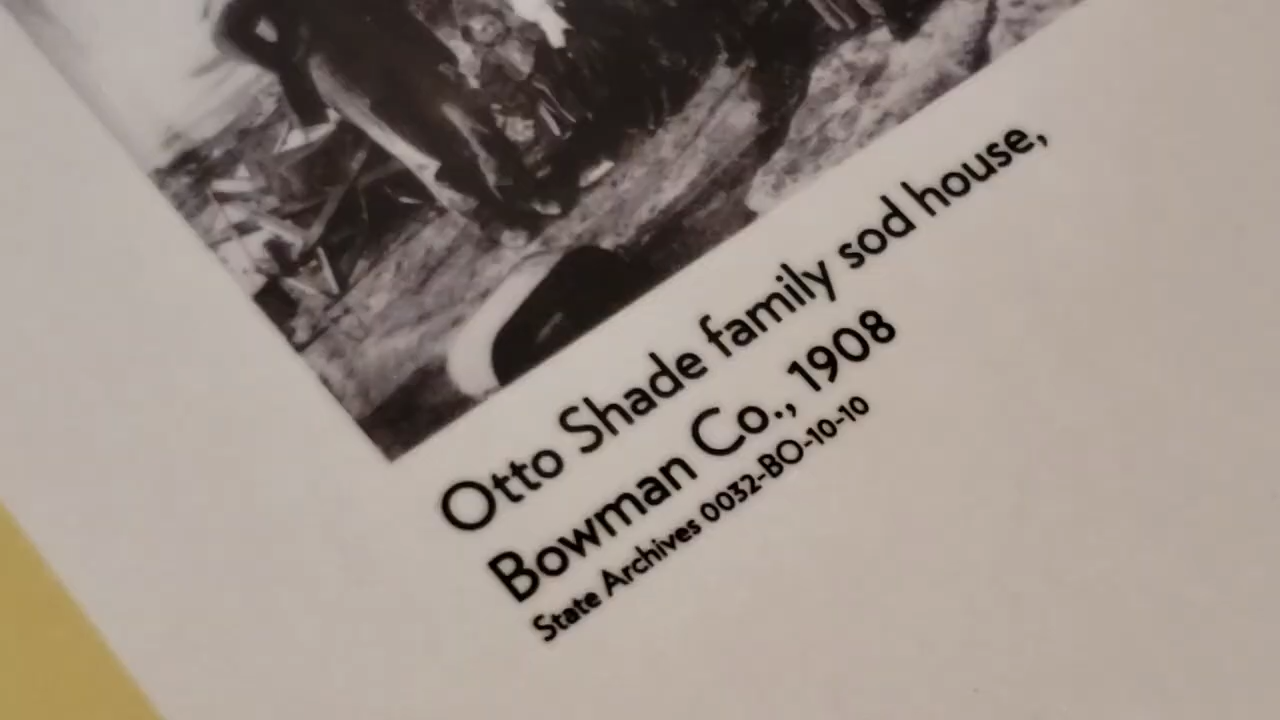 Otto Shade family sod house,
Bowman Co., 1908
State Archives 0032-BO-10-10